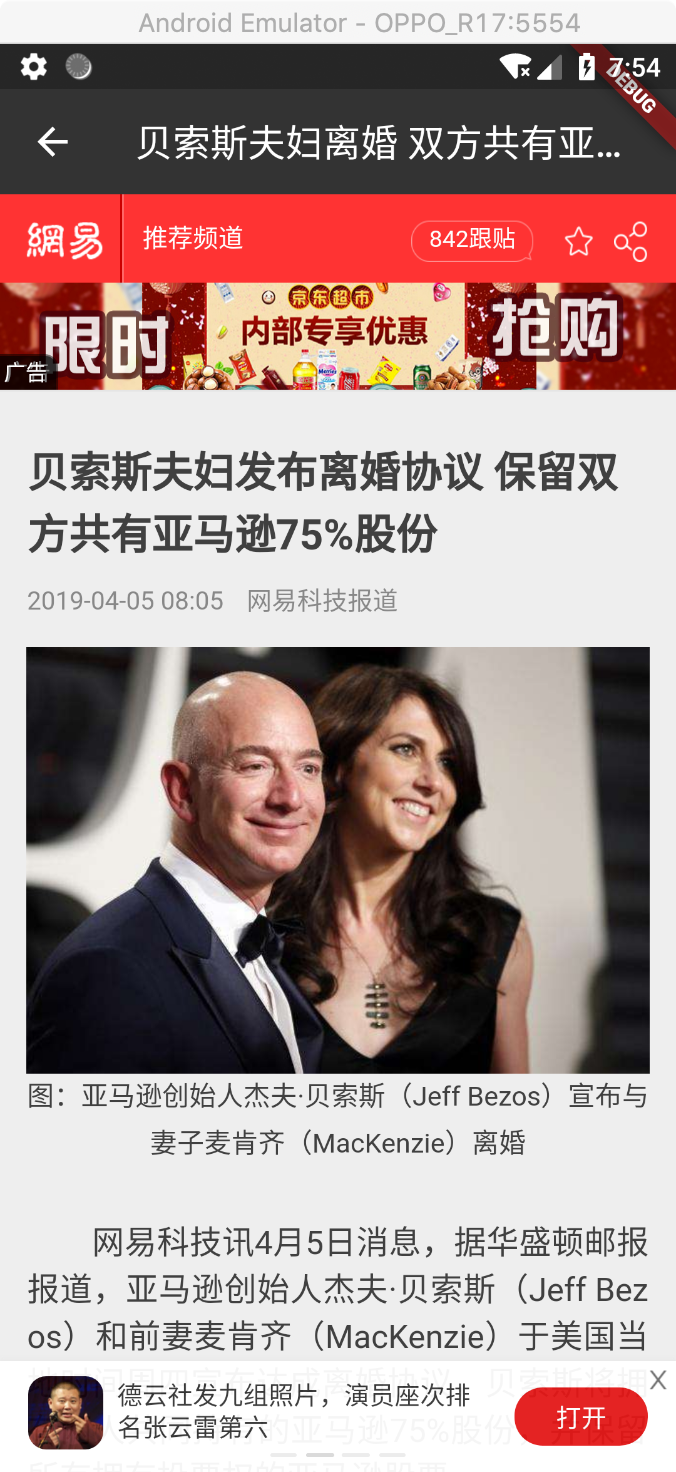 Android Emulator - OPPO_R17:5554
7:54
DEBUG
贝索斯夫妇离婚 双方共有亚...
網易
推荐频道
842跟贴
限时
京东超市
内部专享优惠
抢购
广告
贝索斯夫妇发布离婚协议 保留双
方共有亚马逊75%股份
2019-04-05 08:05 网易科技报道
图：亚马逊创始人杰夫·贝索斯（Jeff Bezos）宣布与
妻子麦肯齐（MacKenzie）离婚
网易科技讯4月5日消息，据华盛顿邮报
报道，亚马逊创始人杰夫·贝索斯（Jeff Bez
os）和前妻麦肯齐（MacKenzie）于美国当
X
德云社发九组照片，演员座次排
名张云雷第六
打开